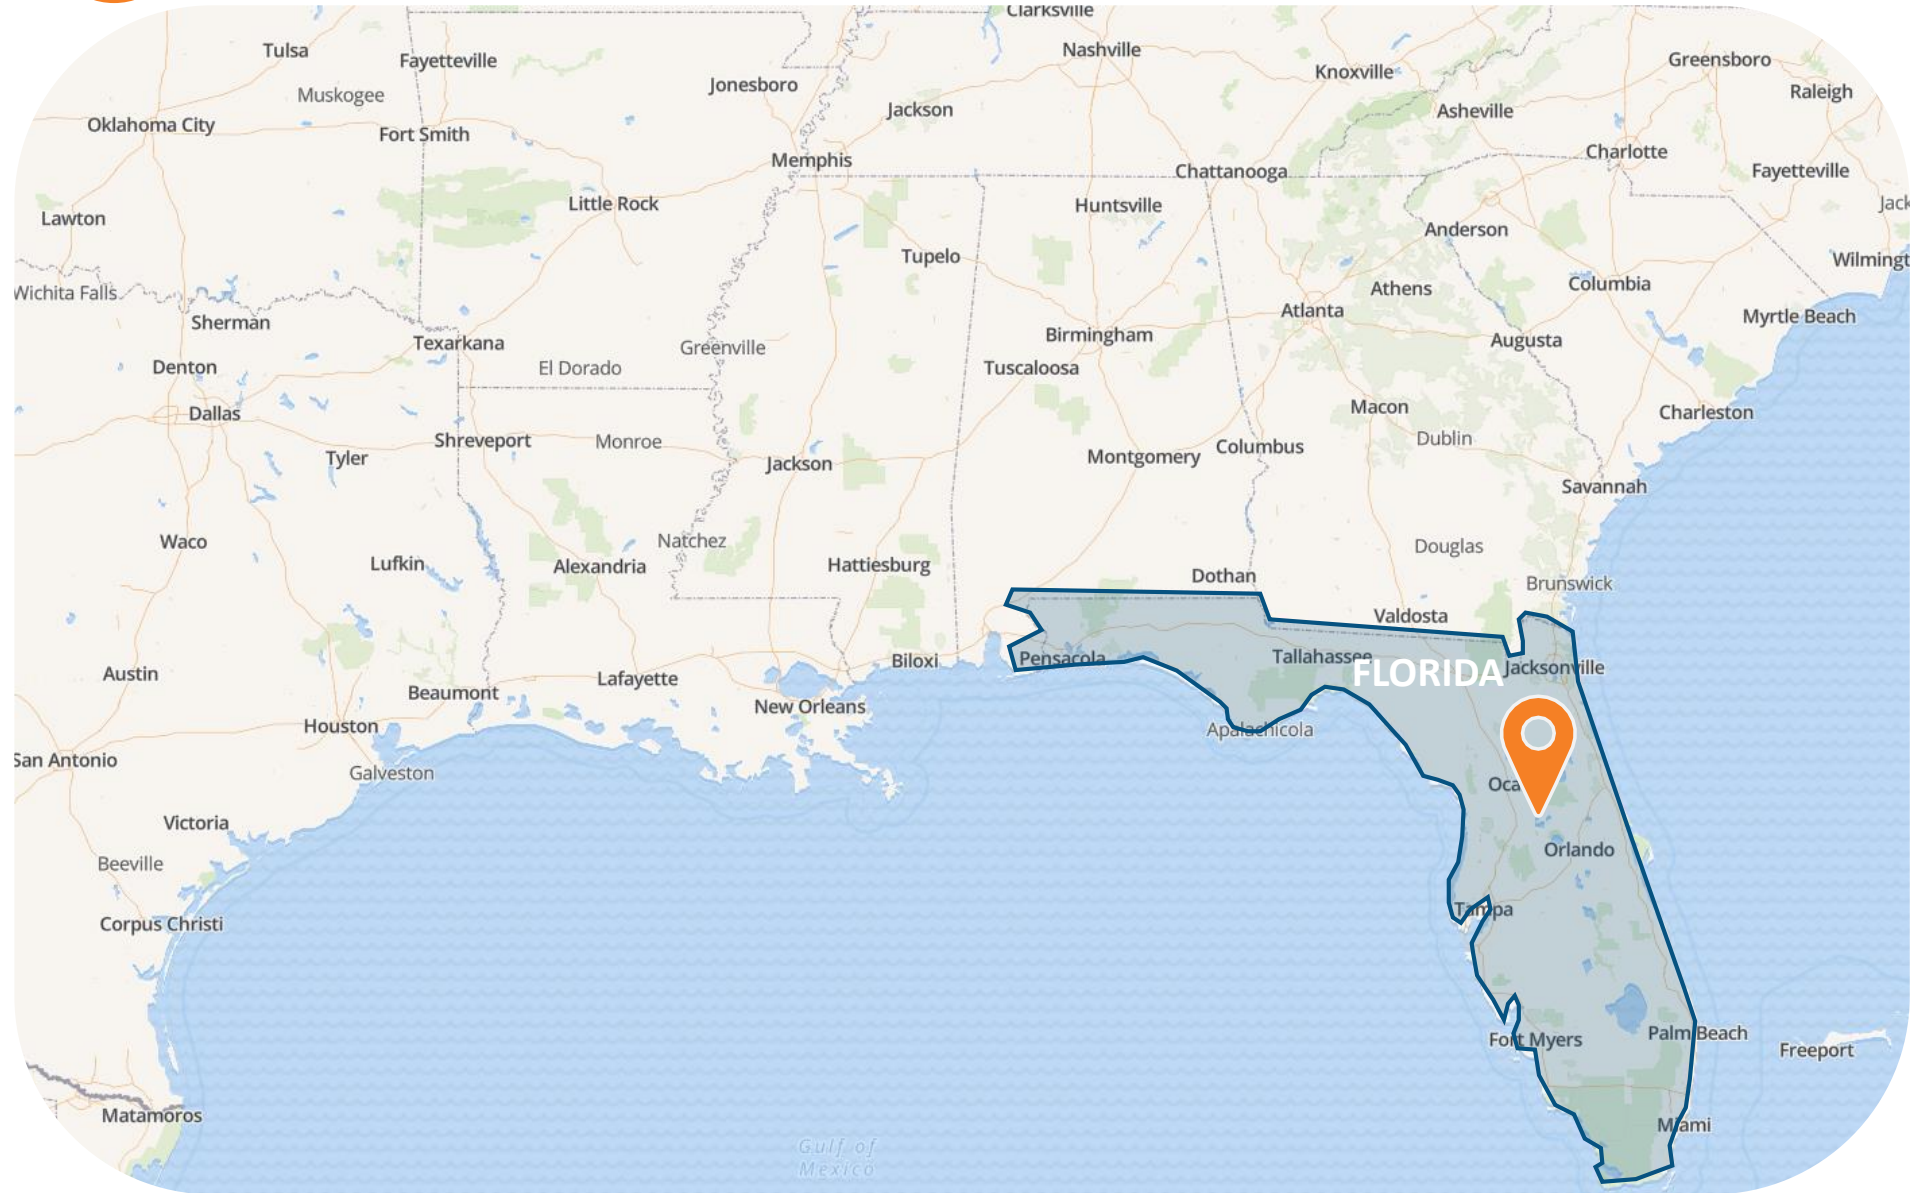 Clarksville
Tulsa
Fayetteville
Nashville
Greensboro
Knoxville
Muskogee
Jonesboro
Raleigh
Jackson
Asheville
Oklahoma City
Fort Smith
Memphis
Charlotte
Chattanooga
Fayetteville
Lawton
Little Rock
Huntsville
Jack
Anderson
Tupelo
Wilmingt
Wichita Falls
Athens
Columbia
Sherman
Atlanta
Myrtle Beach
Texarkana
Greenville
Birmingham
Augusta
Denton
El Dorado
Tuscaloosa
Dallas
Macon
Charleston
Shreveport
Monroe
Dublin
Tyler
Jackson
Montgomery
Columbus
Savannah
Waco
Natchez
Douglas
Lufkin
Alexandria
Hattiesburg
Dothan
Brunswick
Valdosta
Austin
Biloxi
Pensacola
Tallahassee
FLORIDA
Jacksonville
Beaumont
Lafayette
New Orleans
Houston
Apalachicola
San Antonio
Galveston
Oca
Victoria
Orlando
Beeville
Corpus Christi
Tampa
Fort Myers
Palm Beach
Freeport
Matamoros
Miami
Gulf of
Mexico